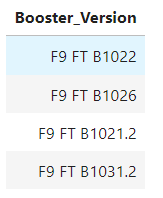 Booster_Version
F9 FT B1022
F9 FT B1026
F9 FT B1021.2
F9 FT B1031.2